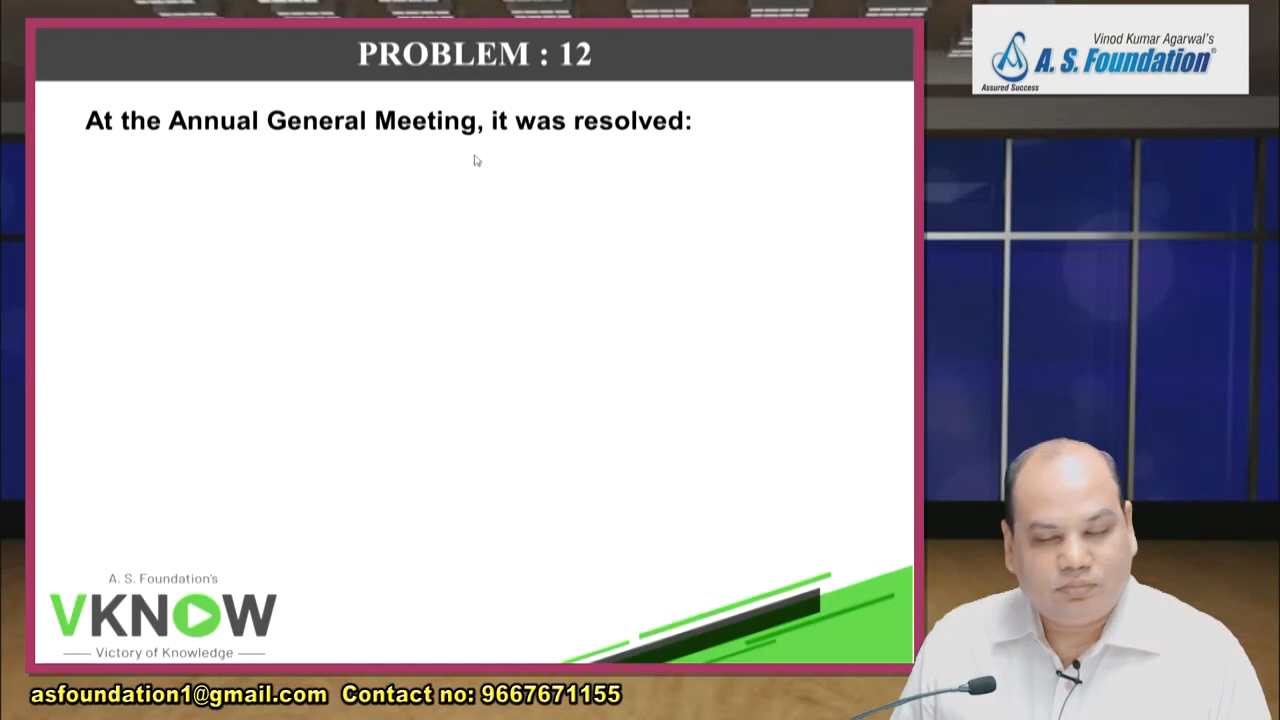 PROBLEM : 12
Vinod Kumar Agarwal's
A. S. Foundation®
Assured Success
At the Annual General Meeting, it was resolved:
A. S. Foundation's
VKNOW
Victory of Knowledge
asfoundation1@gmail.com Contact no: 9667671155